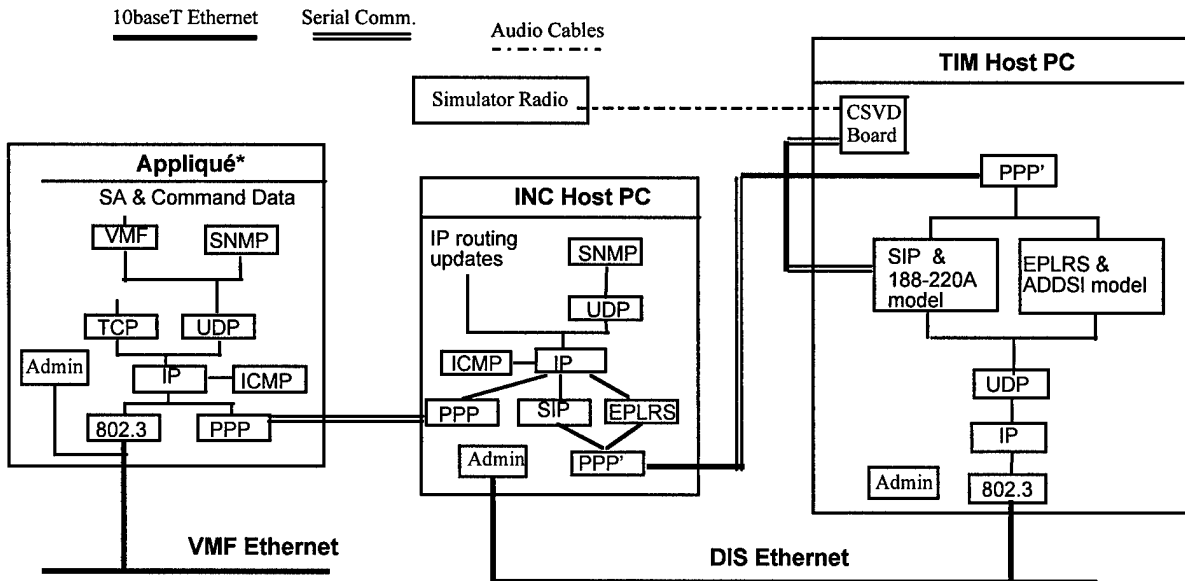 10baseT Ethernet
Serial Comm.
Audio Cables
Simulator Radio
TIM Host PC
CSVD
Board
PPP'
SIP &
188-220A
model
EPLRS &
ADDSI model
UDP
IP
Admin
802.3
Appliqué*
SA & Command Data
VMF
SNMP
TCP
UDP
Admin
IP
ICMP
802.3
PPP
INC Host PC
IP routing
updates
SNMP
UDP
ICMP
IP
PPP
SIP
EPLRS
Admin
PPP'
VMF Ethernet
DIS Ethernet